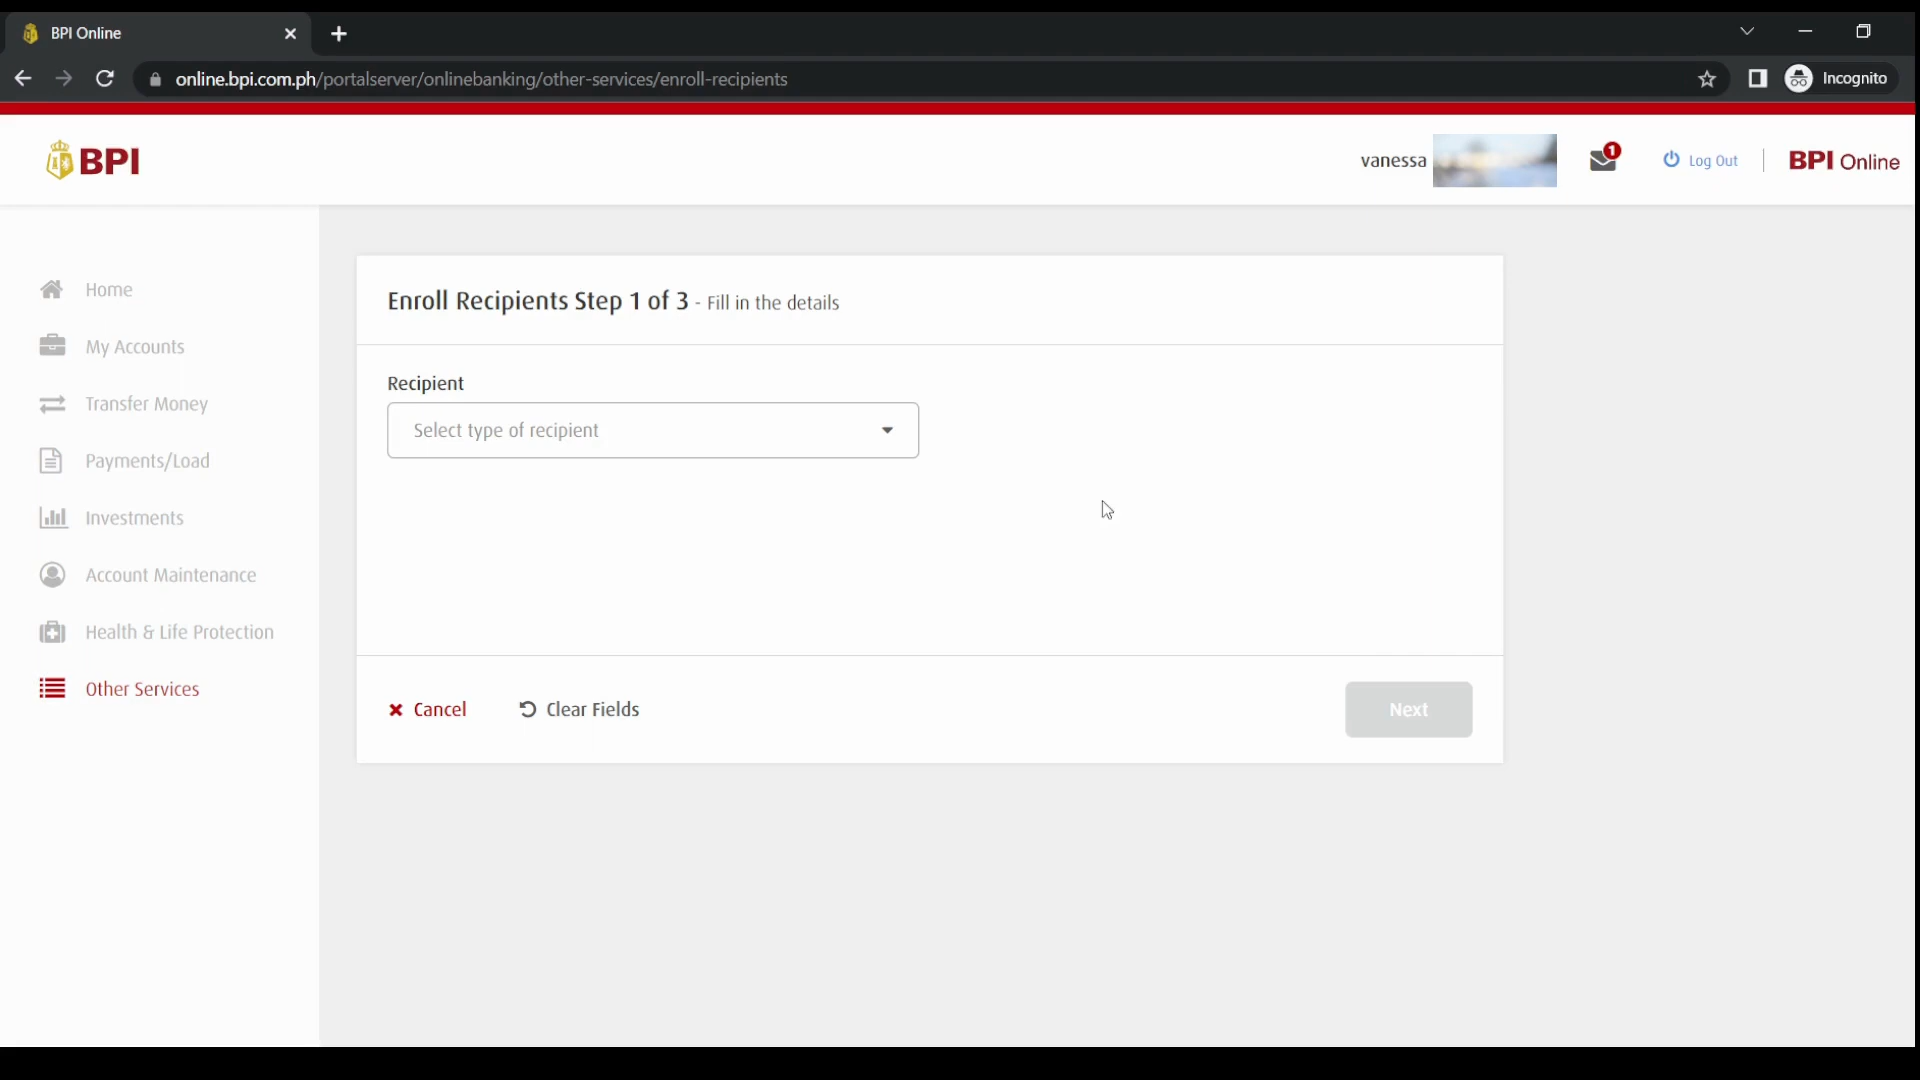 BPI Online
online.bpi.com.ph/portalserver/onlinebanking/other-services/enroll-recipients
Incognito
BPI
vanessa
1
Log Out
BPI Online
Home
My Accounts
Transfer Money
Payments/Load
Investments
Account Maintenance
Health & Life Protection
Other Services
Enroll Recipients Step 1 of 3 - Fill in the details
Recipient
Select type of recipient
Cancel
Clear Fields
Next